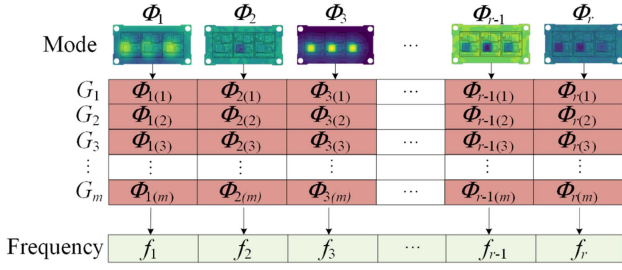 Φ1 Φ2 Φ3 Φr-1 Φr
Mode ...
G1 Φ1(1) Φ2(1) Φ3(1) ... Φr-1(1) Φr(1)
G2 Φ1(2) Φ2(2) Φ3(2) Φr-1(2) Φr(2)
G3 Φ1(3) Φ2(3) Φ3(3) Φr-1(3) Φr(3)
⋮ ⋮ ⋮ ⋮ ⋮ ⋮
Gm Φ1(m) Φ2(m) Φ3(m) ... Φr-1(m) Φr(m)
Frequency f1 f2 f3 ... fr-1 fr